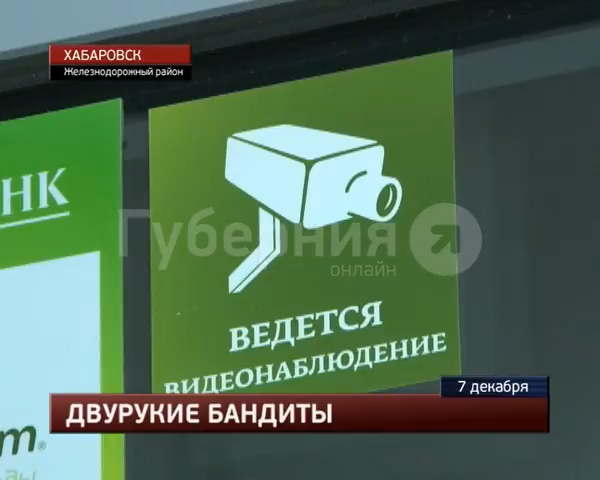 ХАБАРОВСК
Железнодорожный район
НК
Губерния
онлайн
ВЕДЕТСЯ
ВИДЕОНАБЛЮДЕНИЕ
7 декабря
ДВУРУКИЕ БАНДИТЫ
m®